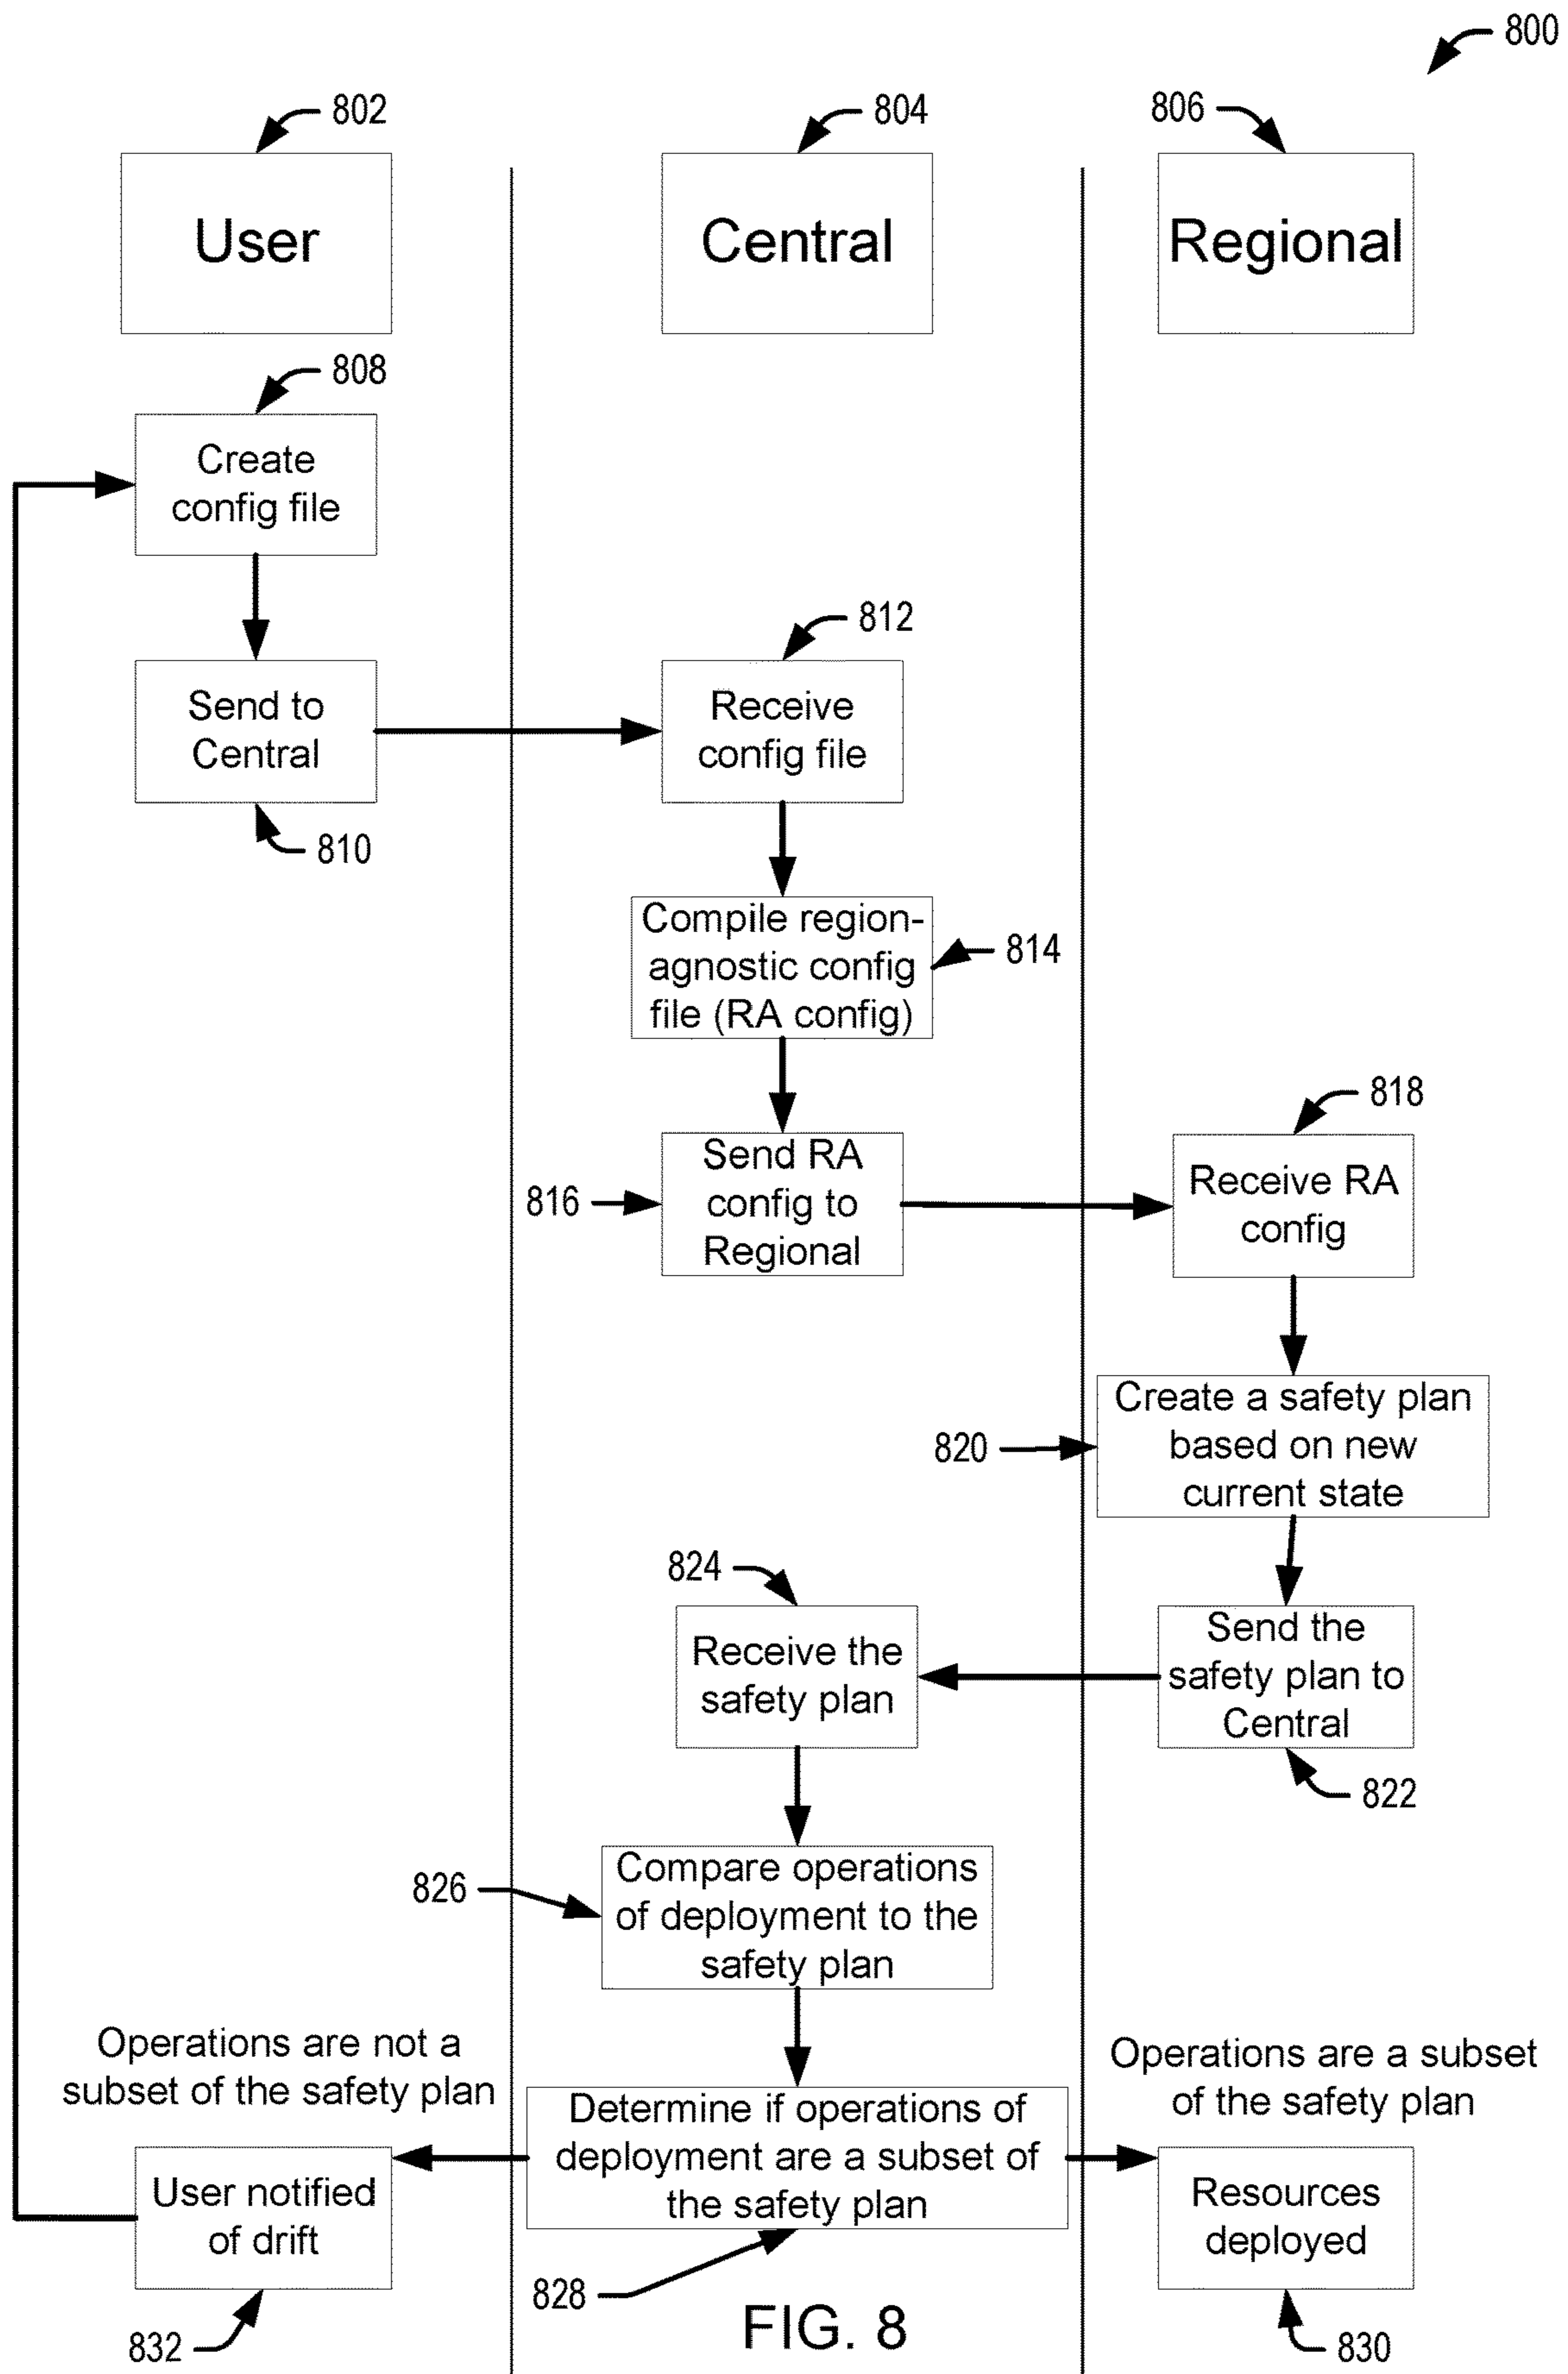 800
802
804
806
User
Central
Regional
808
Create
config file
812
Send to
Central
Receive
config file
810
Compile region-
agnostic config
file (RA config)
814
818
816
Send RA
config to
Regional
Receive RA
config
820
Create a safety plan
based on new
current state
824
Receive the
safety plan
Send the
safety plan to
Central
822
826
Compare operations
of deployment to the
safety plan
Operations are not a
subset of the safety plan
Operations are a subset
of the safety plan
Determine if operations of
deployment are a subset of
the safety plan
User notified
of drift
Resources
deployed
828
832
830
FIG. 8